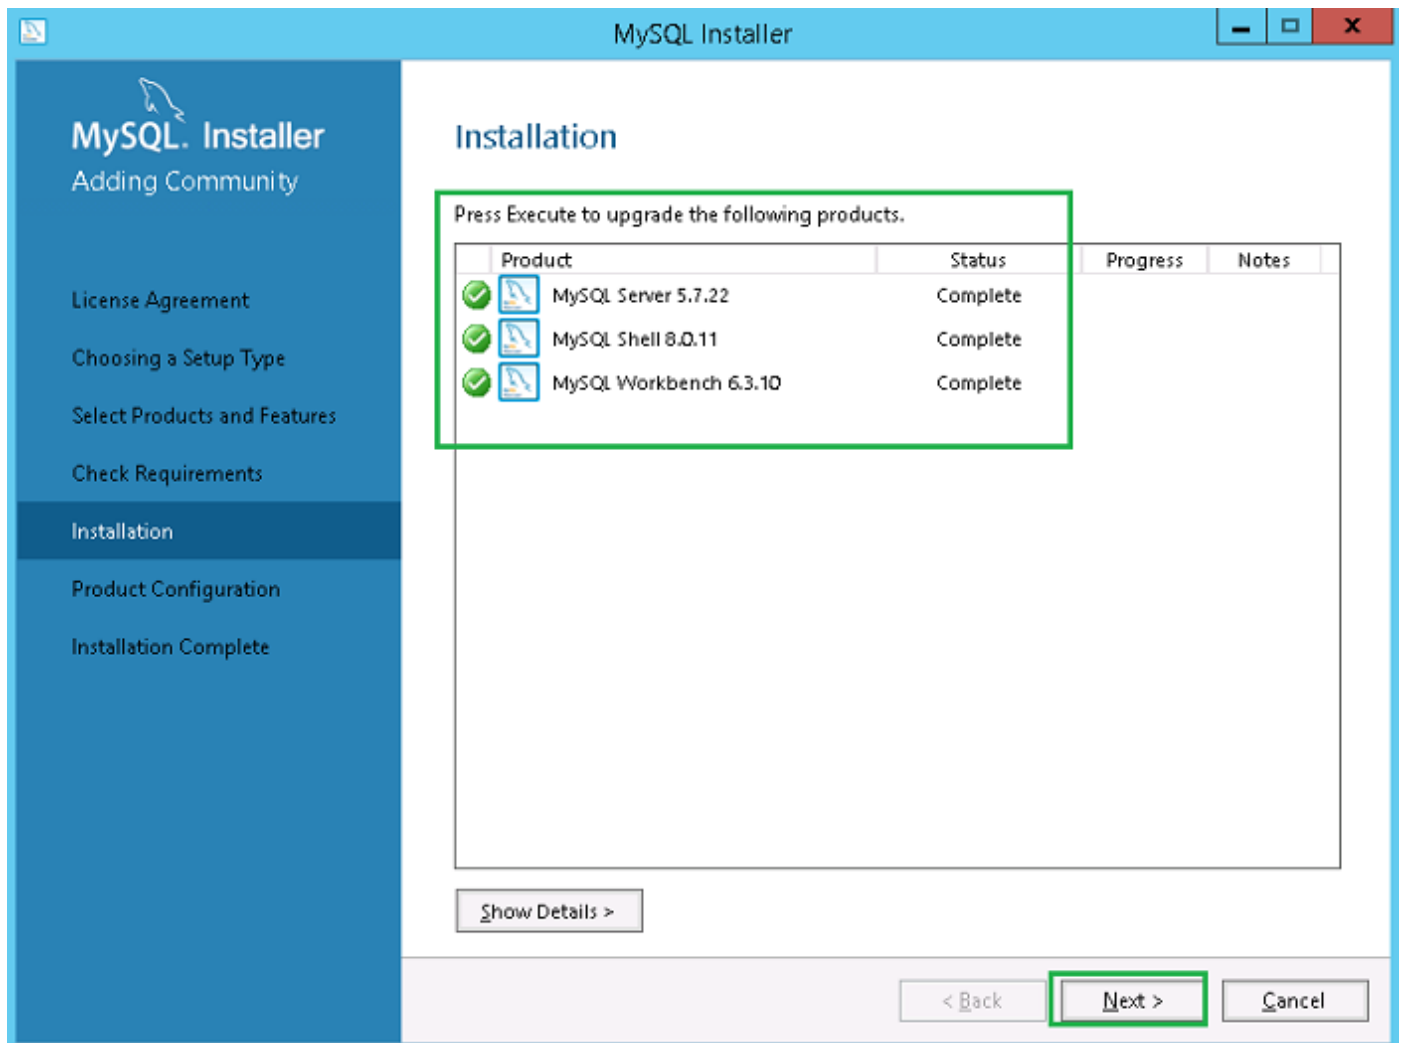 MySQL Installer
MySQL. Installer
Adding Community
License Agreement
Choosing a Setup Type
Select Products and Features
Check Requirements
Installation
Product Configuration
Installation Complete
Installation
Press Execute to upgrade the following products.
Product Status Progress Notes
MySQL Server 5.7.22 Complete
MySQL Shell 8.0.11 Complete
MySQL Workbench 6.3.10 Complete
Show Details >
< Back Next > Cancel